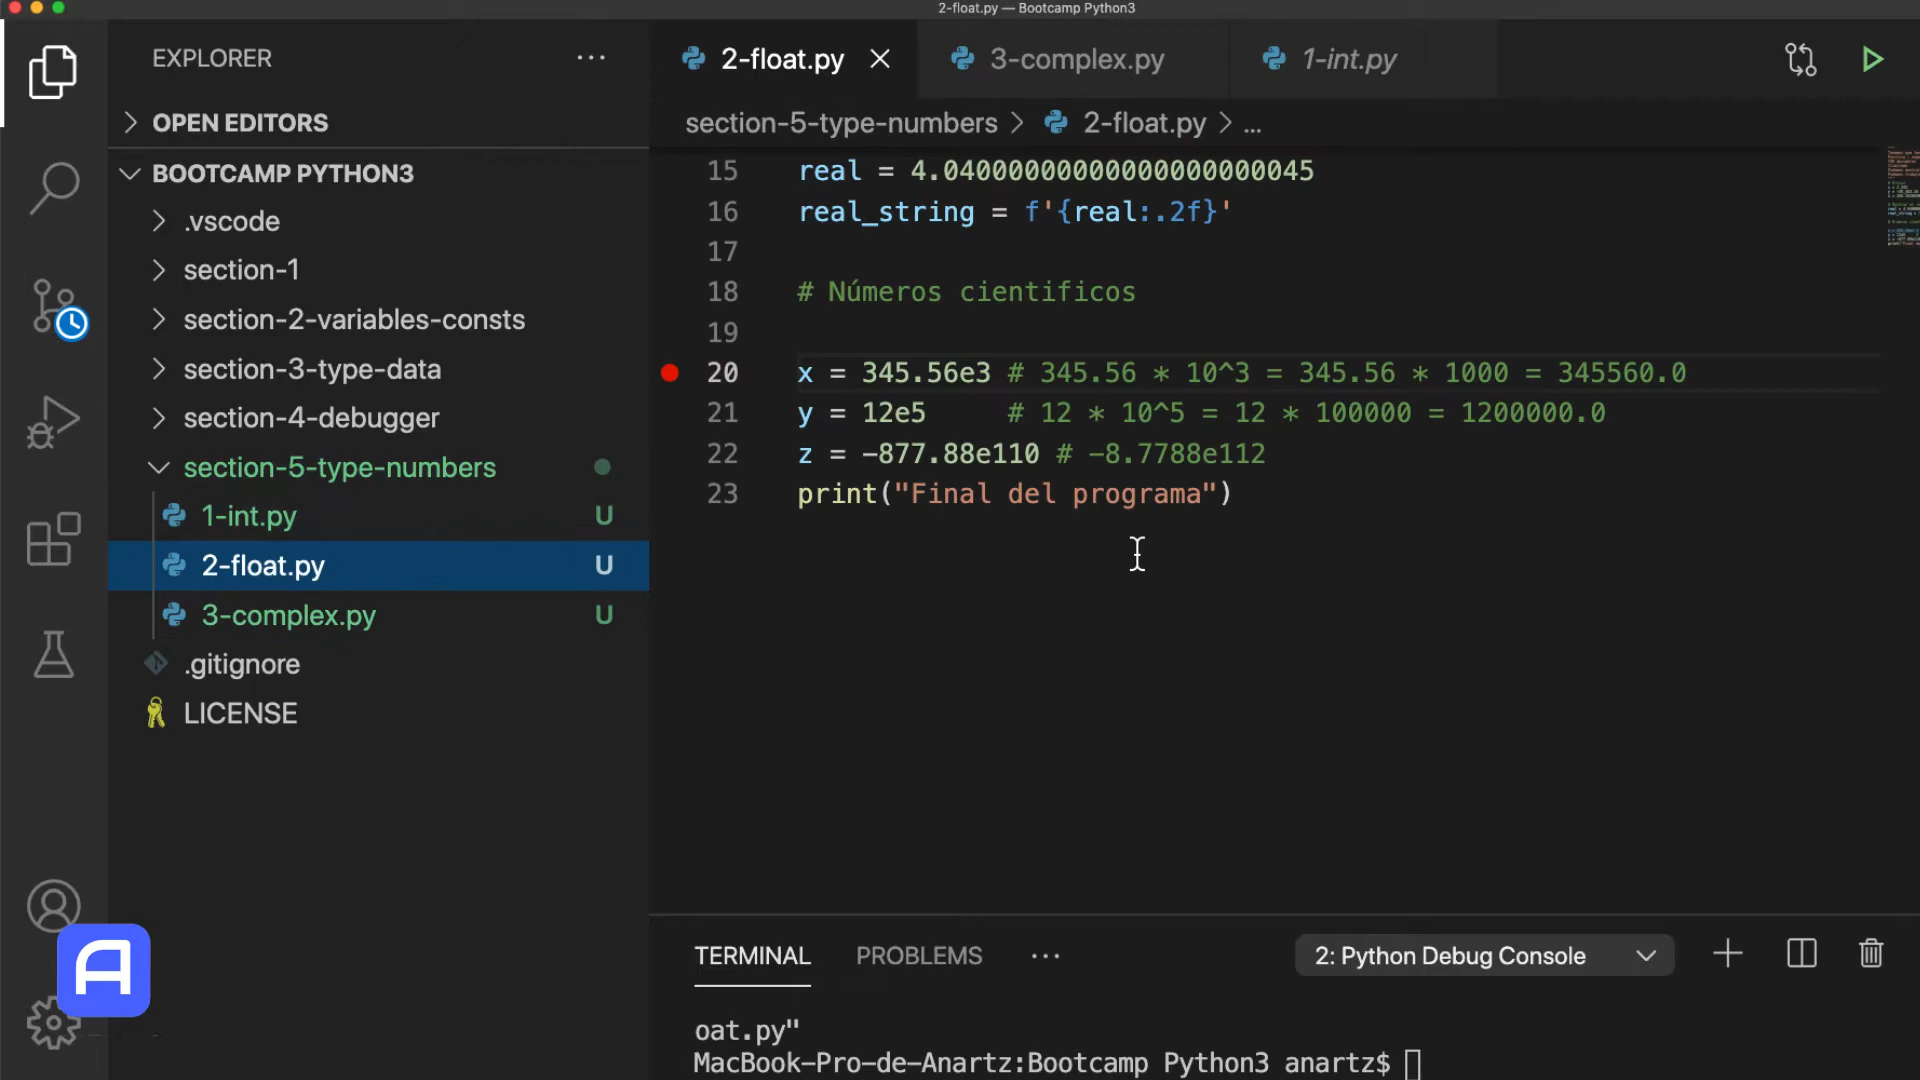 2-float.py — Bootcamp Python3
EXPLORER
OPEN EDITORS
BOOTCAMP PYTHON3
.vscode
section-1
section-2-variables-consts
section-3-type-data
section-4-debugger
section-5-type-numbers
1-int.py U
2-float.py U
3-complex.py U
.gitignore
LICENSE
2-float.py 3-complex.py 1-int.py
section-5-type-numbers > 2-float.py > ...
15 real = 4.04000000000000000000045
16 real_string = f'{real:.2f}'
17
18 # Números cientificos
19
20 x = 345.56e3 # 345.56 * 10^3 = 345.56 * 1000 = 345560.0
21 y = 12e5 # 12 * 10^5 = 12 * 100000 = 1200000.0
22 z = -877.88e110 # -8.7788e112
23 print("Final del programa")
TERMINAL PROBLEMS ... 2: Python Debug Console
oat.py"
MacBook-Pro-de-Anartz:Bootcamp Python3 anartz$